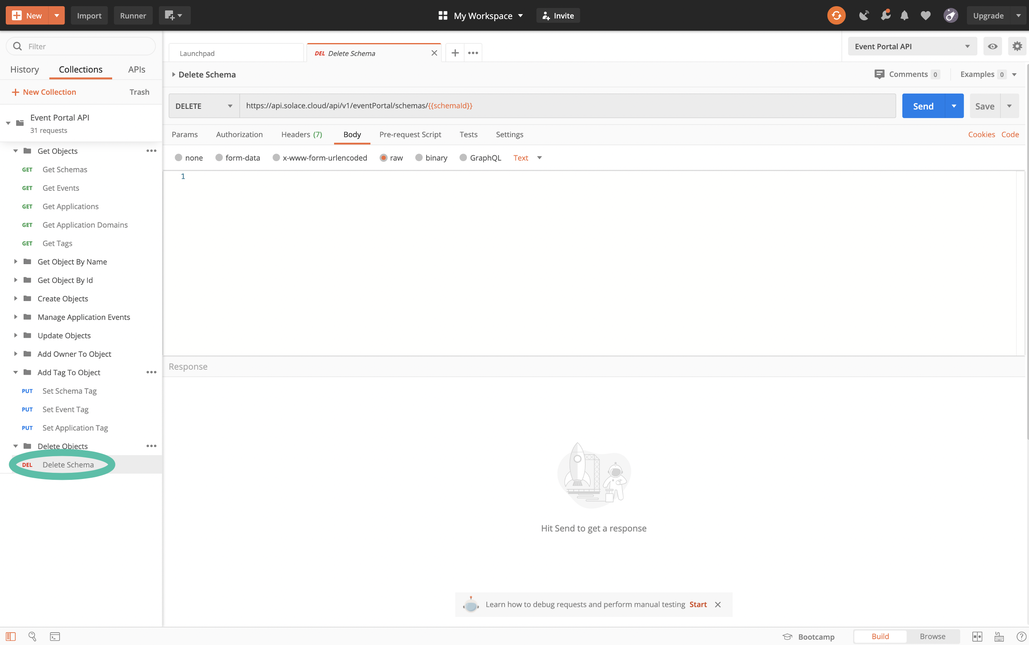 New Import Runner My Workspace Invite Upgrade
Filter
Launchpad DEL Delete Schema Event Portal API
History Collections APIs
Delete Schema Comments 0 Examples 0
+ New Collection Trash
DELETE https://api.solace.cloud/api/v1/eventPortal/schemas/{{schemaId}} Send Save
Event Portal API
31 requests
Params Authorization Headers (7) Body Pre-request Script Tests Settings Cookies Code
Get Objects
none form-data x-www-form-urlencoded raw binary GraphQL Text
GET Get Schemas
1
GET Get Events
GET Get Applications
GET Get Application Domains
GET Get Tags
Get Object By Name
Get Object By Id
Create Objects
Manage Application Events
Update Objects
Add Owner To Object
Response
Add Tag To Object
PUT Set Schema Tag
PUT Set Event Tag
PUT Set Application Tag
Delete Objects
DEL Delete Schema
Hit Send to get a response
Learn how to debug requests and perform manual testing Start
Bootcamp Build Browse